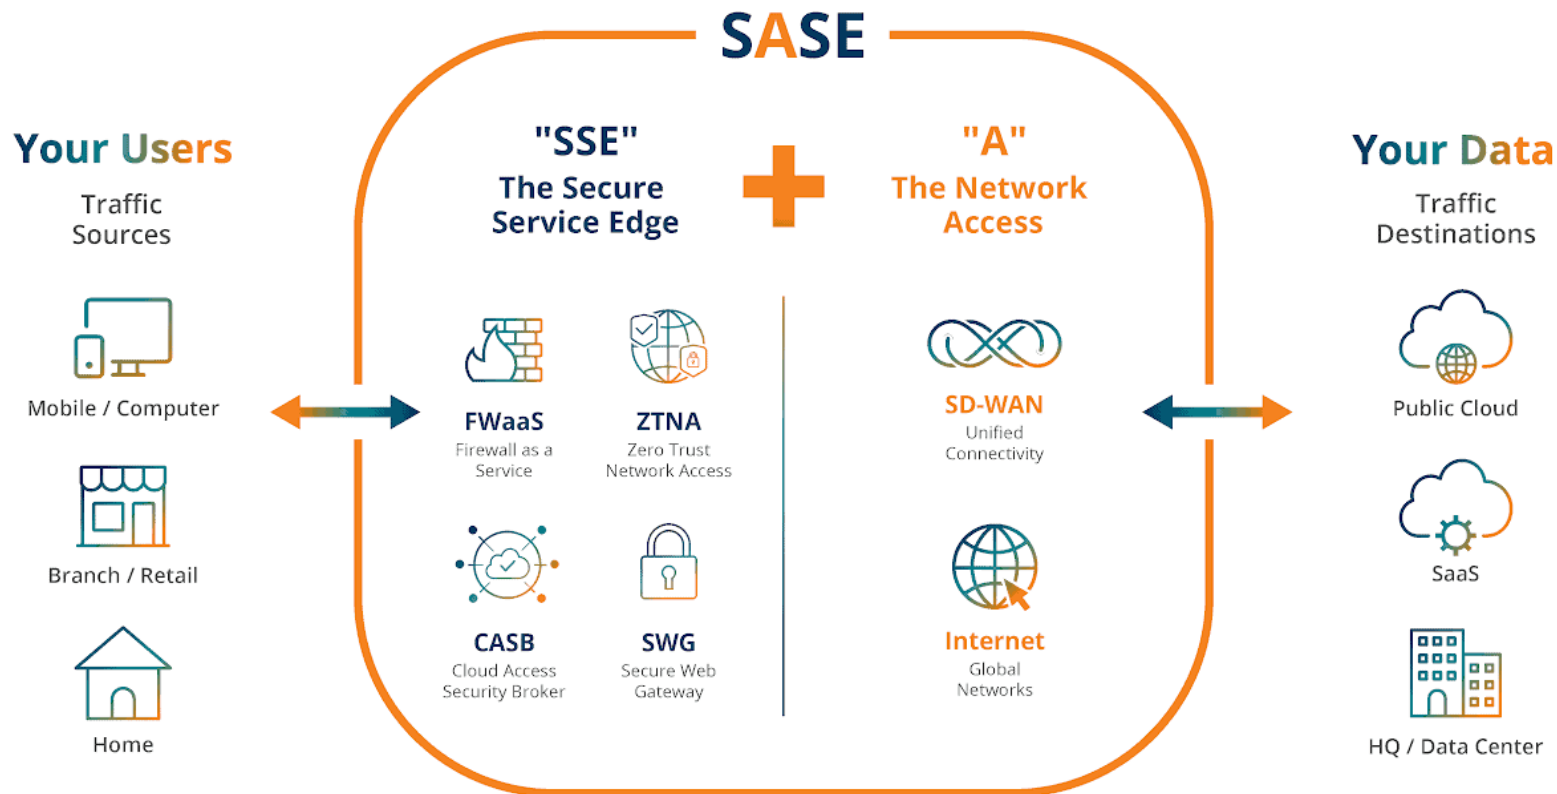 SASE
Your Users
Traffic
Sources
Mobile / Computer
Branch / Retail
Home
"SSE"
The Secure
Service Edge
FWaaS
Firewall as a
Service
ZTNA
Zero Trust
Network Access
CASB
Cloud Access
Security Broker
SWG
Secure Web
Gateway
"A"
The Network
Access
SD-WAN
Unified
Connectivity
Internet
Global
Networks
Your Data
Traffic
Destinations
Public Cloud
SaaS
HQ / Data Center